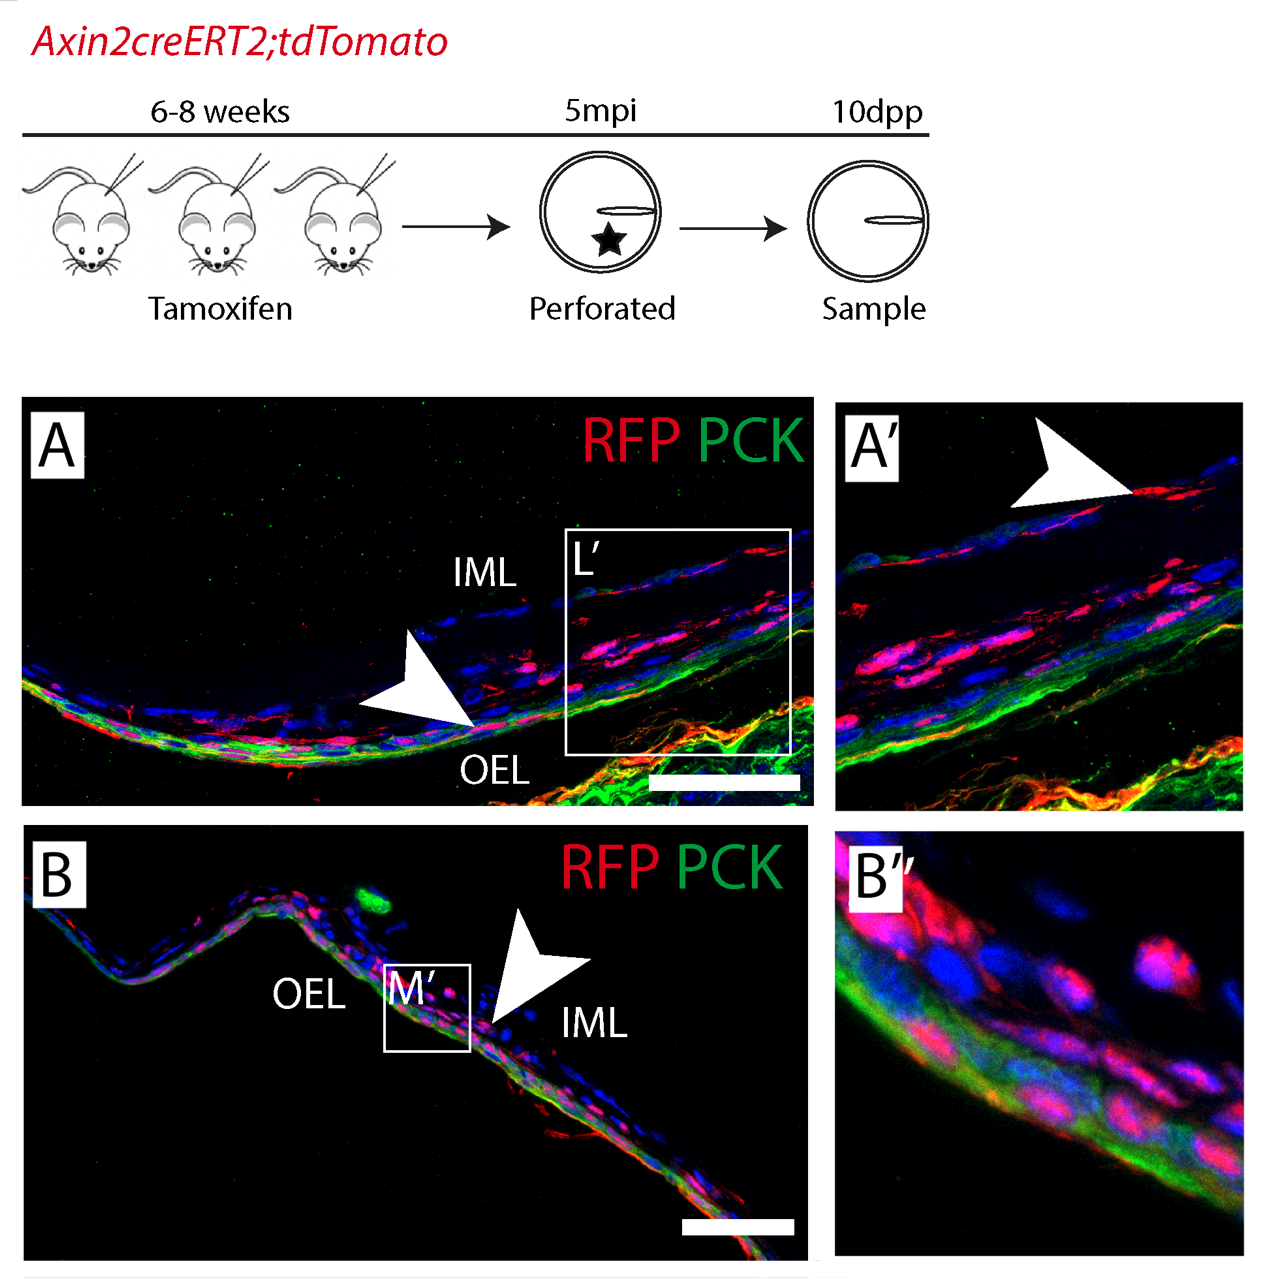 Axin2creERT2;tdTomato
6-8 weeks 5mpi 10dpp
Tamoxifen Perforated Sample
A RFP PCK A’
IML L’
OEL
B RFP PCK B’’
OEL M’ IML